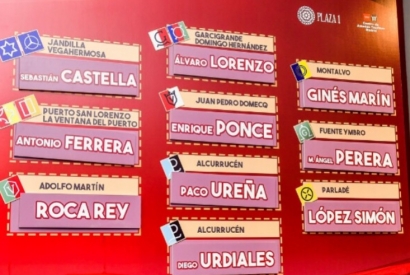 PLAZA 1
JANDILLA
VEGAHERMOSA
SEBASTIÁN CASTELLA
PUERTO SAN LORENZO
LA VENTANA DEL PUERTO
ANTONIO FERRERA
ADOLFO MARTÍN
ROCA REY
GARCIGRANDE
DOMINGO HERNÁNDEZ
ÁLVARO LORENZO
JUAN PEDRO DOMECQ
ENRIQUE PONCE
ALCURRUCÉN
PACO UREÑA
ALCURRUCÉN
DIEGO URDIALES
MONTALVO
GINÉS MARÍN
FUENTE YMBRO
M. ÁNGEL PERERA
PARLADÉ
LÓPEZ SIMÓN